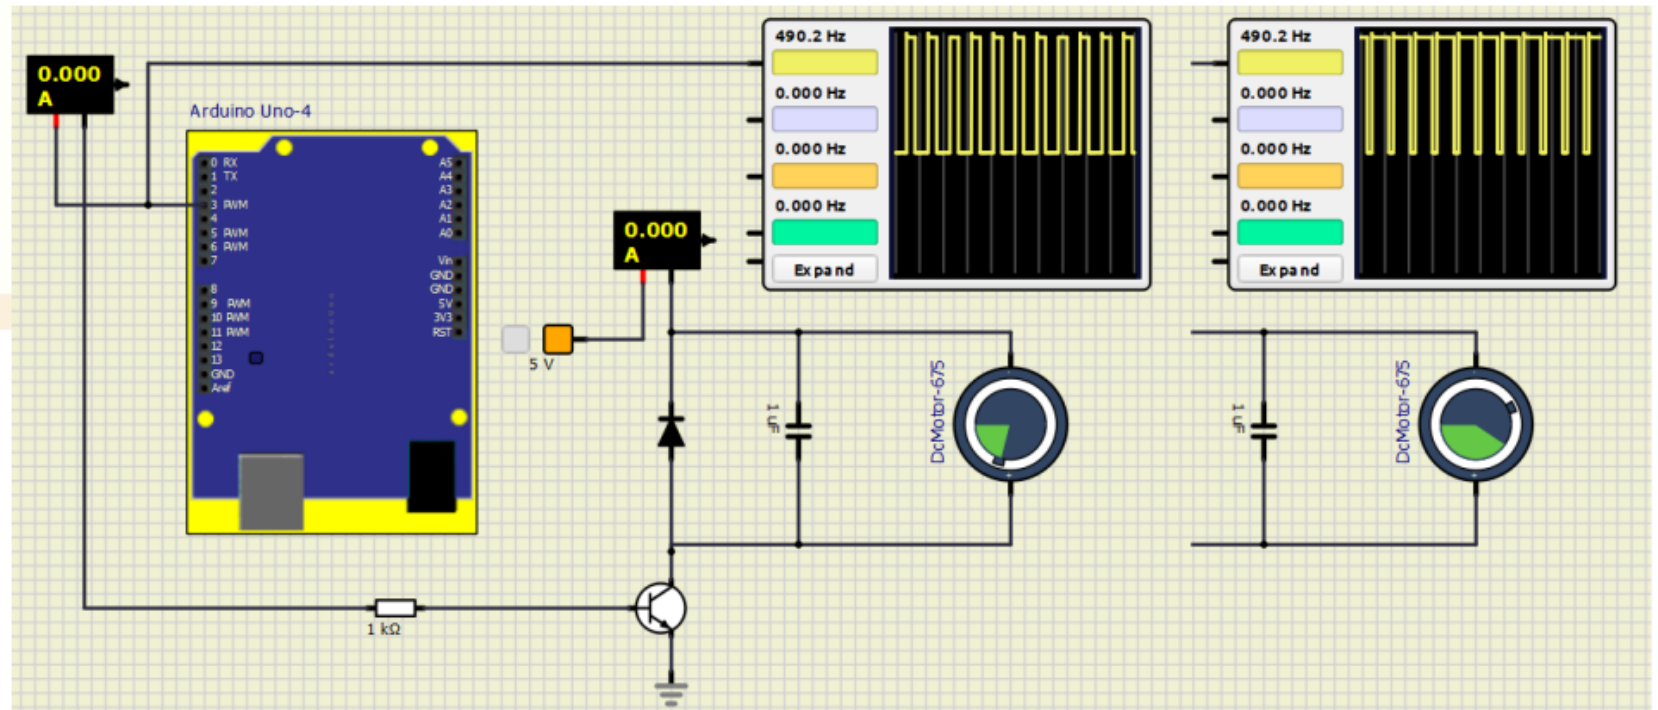 0.000
A
Arduino Uno-4
0 RX
1 TX
2
3 PWM
4
5 PWM
6 PWM
7
8
9 PWM
10 PWM
11 PWM
12
13
GND
Aref
A5
A4
A3
A2
A1
A0
Vin
GND
GND
5V
3V3
RST
0.000
A
5 V
1 kΩ
490.2 Hz
0.000 Hz
0.000 Hz
0.000 Hz
Expand
1 uF
DcMotor-675
490.2 Hz
0.000 Hz
0.000 Hz
0.000 Hz
Expand
1 uF
DcMotor-675